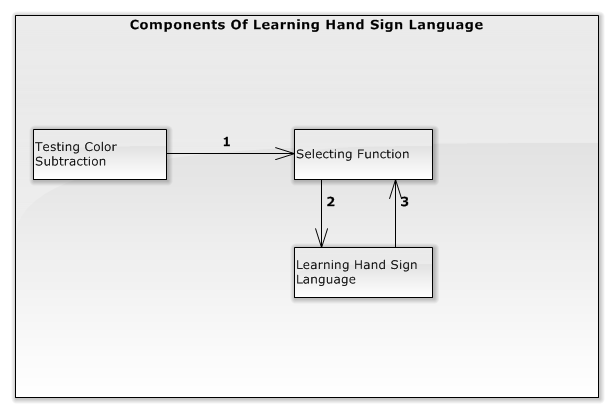 Components Of Learning Hand Sign Language
1
Testing Color
Subtraction
Selecting Function
2
3
Learning Hand Sign
Language